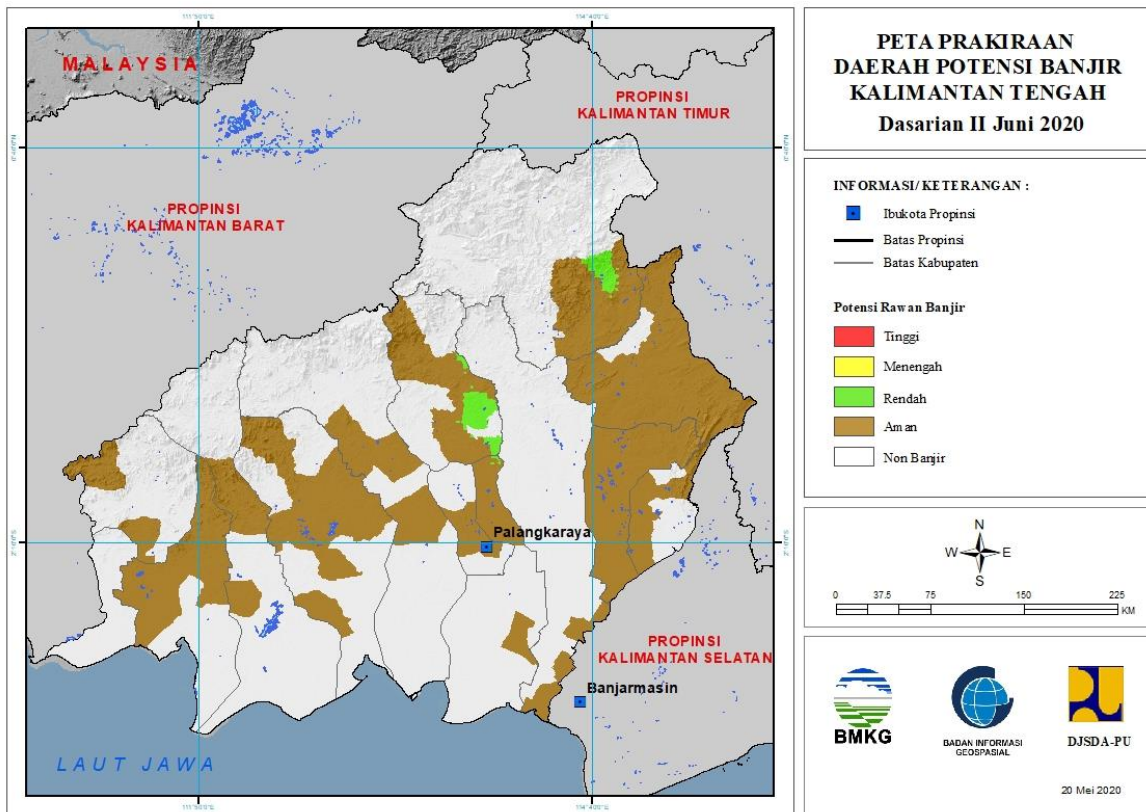 MALAYSIA
PROPINSI
KALIMANTAN TIMUR
PROPINSI
KALIMANTAN BARAT
Palangkaraya
PROPINSI
KALIMANTAN SELATAN
Banjarmasin
LAUT JAWA
PETA PRAKIRAAN
DAERAH POTENSI BANJIR
KALIMANTAN TENGAH
Dasarian II Juni 2020
INFORMASI/ KETERANGAN :
Ibukota Propinsi
Batas Propinsi
Batas Kabupaten
Potensi Rawan Banjir
Tinggi
Menengah
Rendah
Aman
Non Banjir
N
W E
S
0 37.5 75 150 225
KM
BMKG
BADAN INFORMASI
GEOSPASIAL
DJSDA-PU
20 Mei 2020